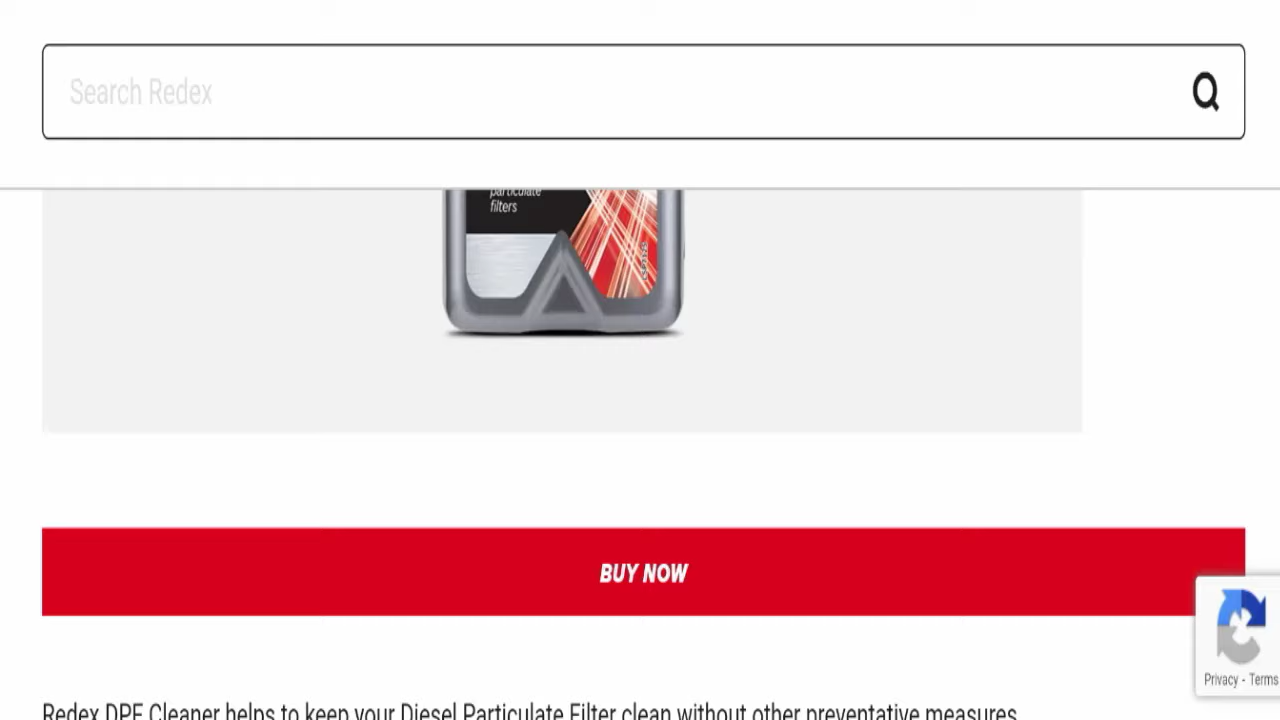 Search Redex
particulate
filters
BUY NOW
Privacy - Terms
Redex DPF Cleaner helps to keep your Diesel Particulate Filter clean without other preventative measures